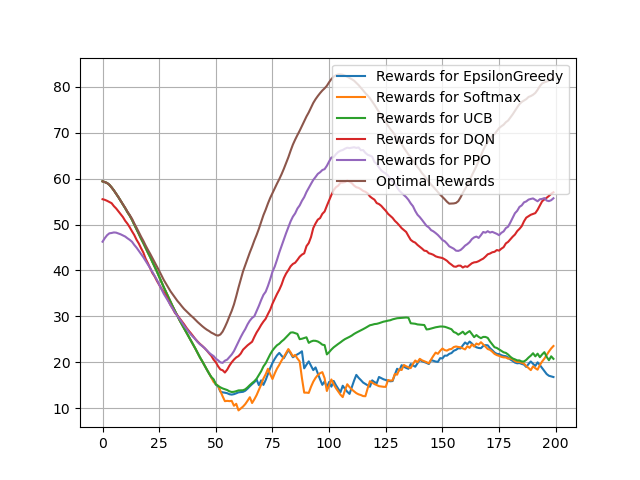 80
70
60
50
40
30
20
10
0
25
50
75
100
125
150
175
200
Rewards for EpsilonGreedy
Rewards for Softmax
Rewards for UCB
Rewards for DQN
Rewards for PPO
Optimal Rewards